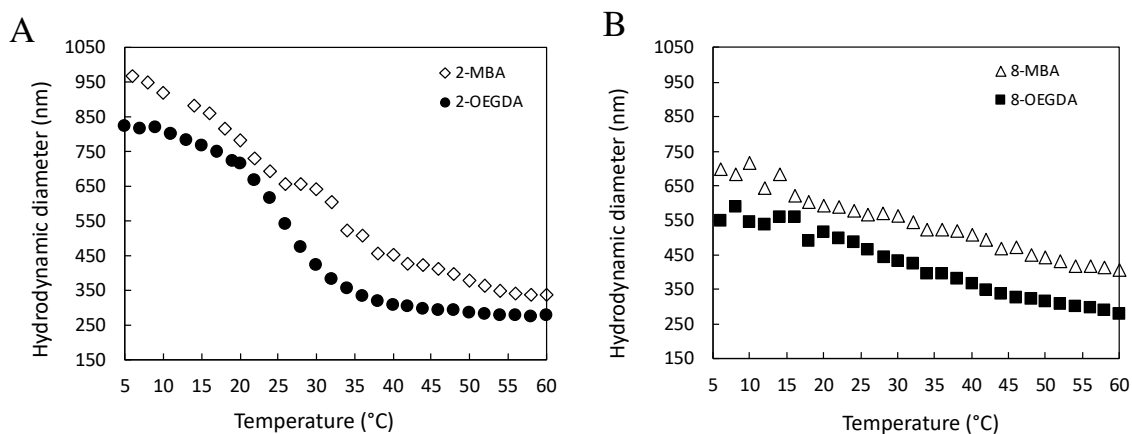 A
Hydrodynamic diameter (nm)
1050
950
850
750
650
550
450
350
250
150
2-MBA
2-OEGDA
5 10 15 20 25 30 35 40 45 50 55 60
Temperature (°C)
B
Hydrodynamic diameter (nm)
1050
950
850
750
650
550
450
350
250
150
8-MBA
8-OEGDA
5 10 15 20 25 30 35 40 45 50 55 60
Temperature (°C)